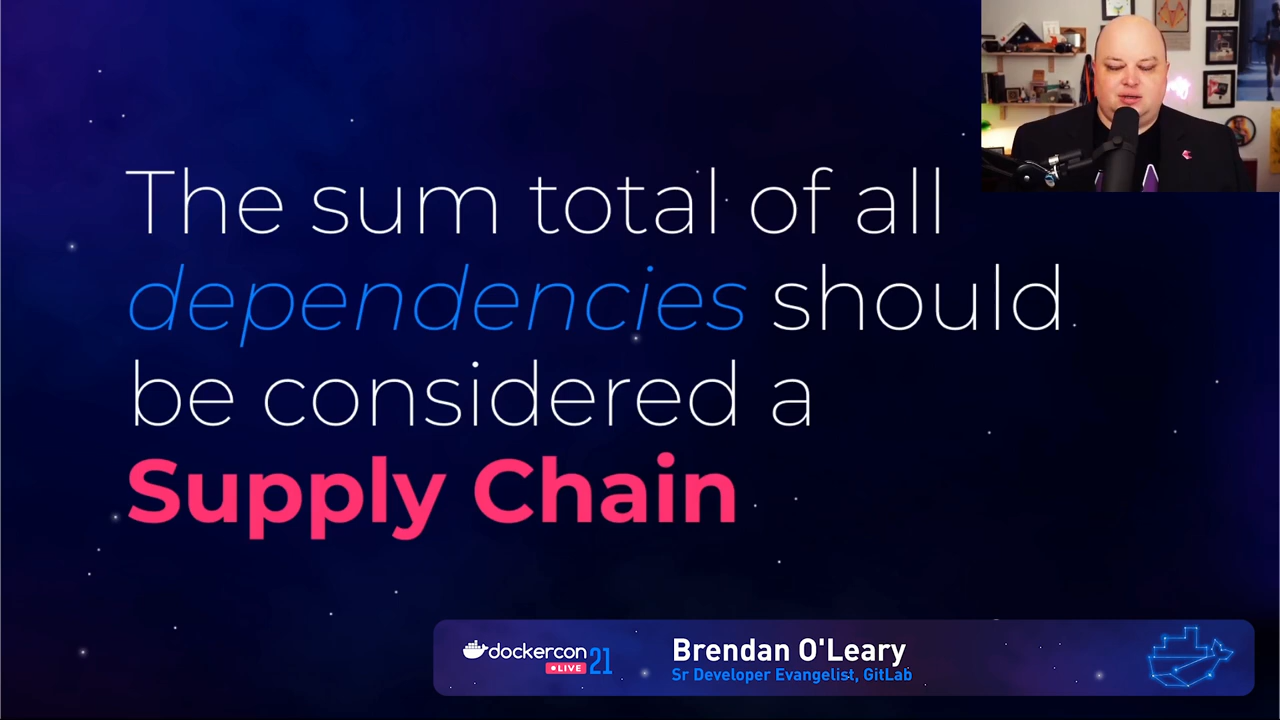 The sum total of all
dependencies should
be considered a
Supply Chain
dockercon
LIVE 21
Brendan O'Leary
Sr Developer Evangelist, GitLab